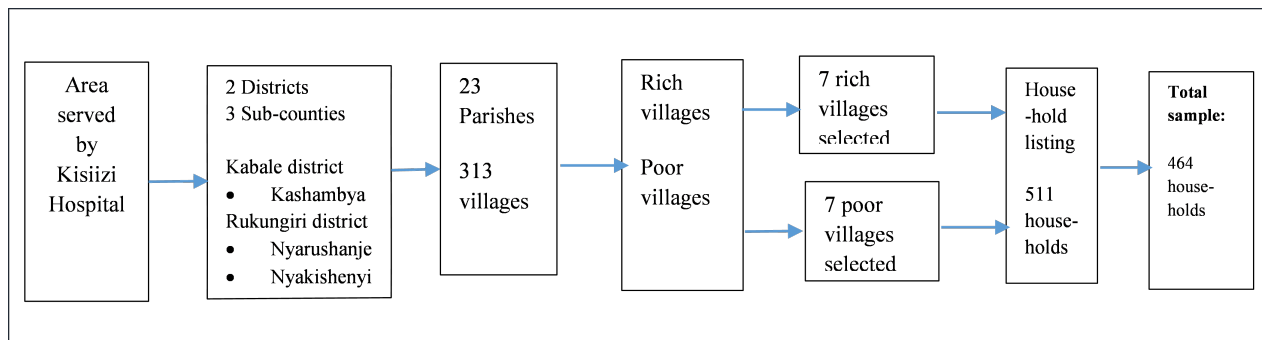 Area
served
by
Kisiizi
Hospital
2 Districts
3 Sub-counties
Kabale district
• Kashambya
Rukungiri district
• Nyarushanje
• Nyakishenyi
23
Parishes
313
villages
Rich
villages
Poor
villages
7 rich
villages
selected
7 poor
villages
selected
House
-hold
listing
511
house-
holds
Total
sample:
464
house-
holds